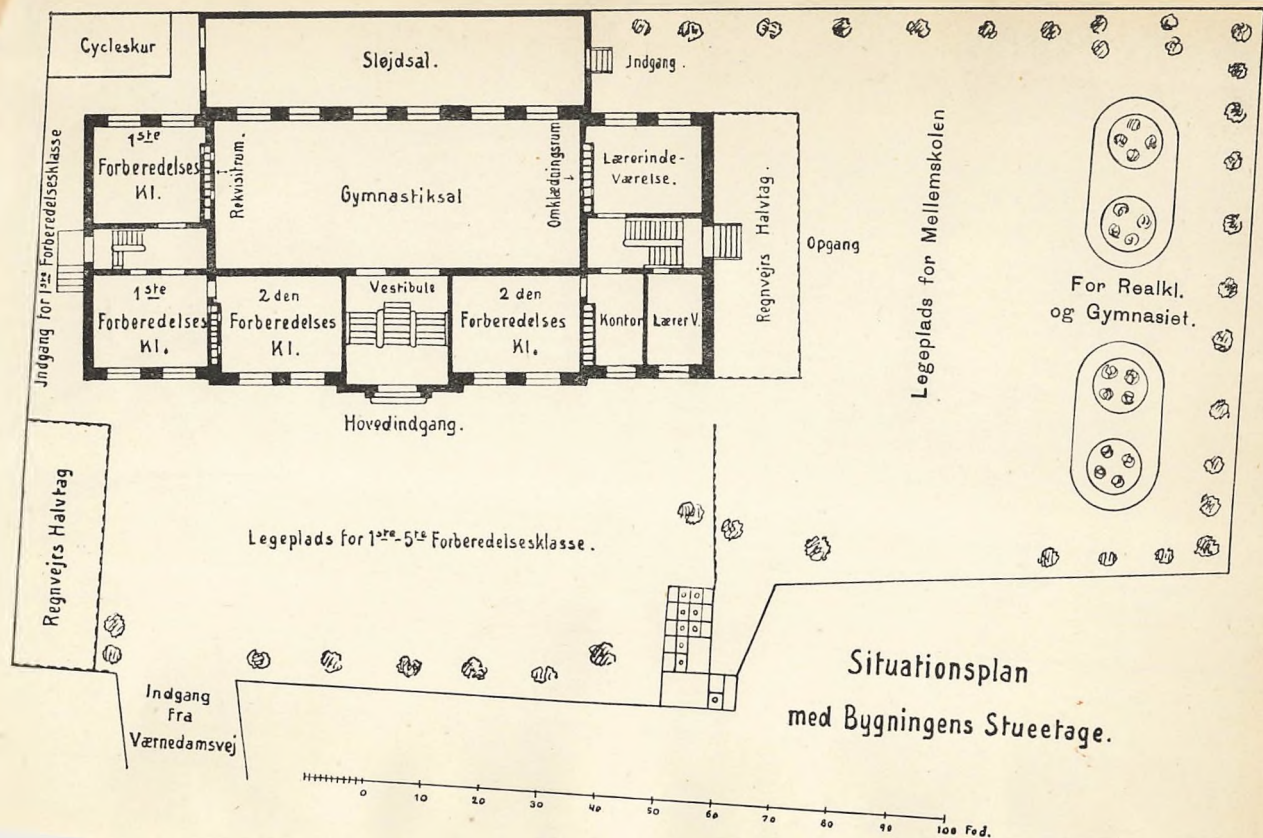 Cycleskur
Sløjdsal.
Jndgang.
1ste
Forberedelses
Kl.
Rekvisitrum.
Gymnastiksal
Omklædningsrum
Lærerinde-
Værelse.
Regnvejrs Halvtag.
Opgang
Legeplads for Mellemskolen
For Realkl.
og Gymnasiet.
Jndgang for 1ste Forberedelsesklasse
1ste
Forberedelses
Kl.
2den
Forberedelses
Kl.
Vestibule
2den
Forberedelses
Kl.
Kontor
Lærer V.
Hovedindgang.
Regnvejrs Halvtag
Legeplads for 1ste-5te Forberedelsesklasse.
Indgang
fra
Værnedamsvej
Situationsplan
med Bygningens Stueetage.
0 10 20 30 40 50 60 70 80 90 100 Fod.